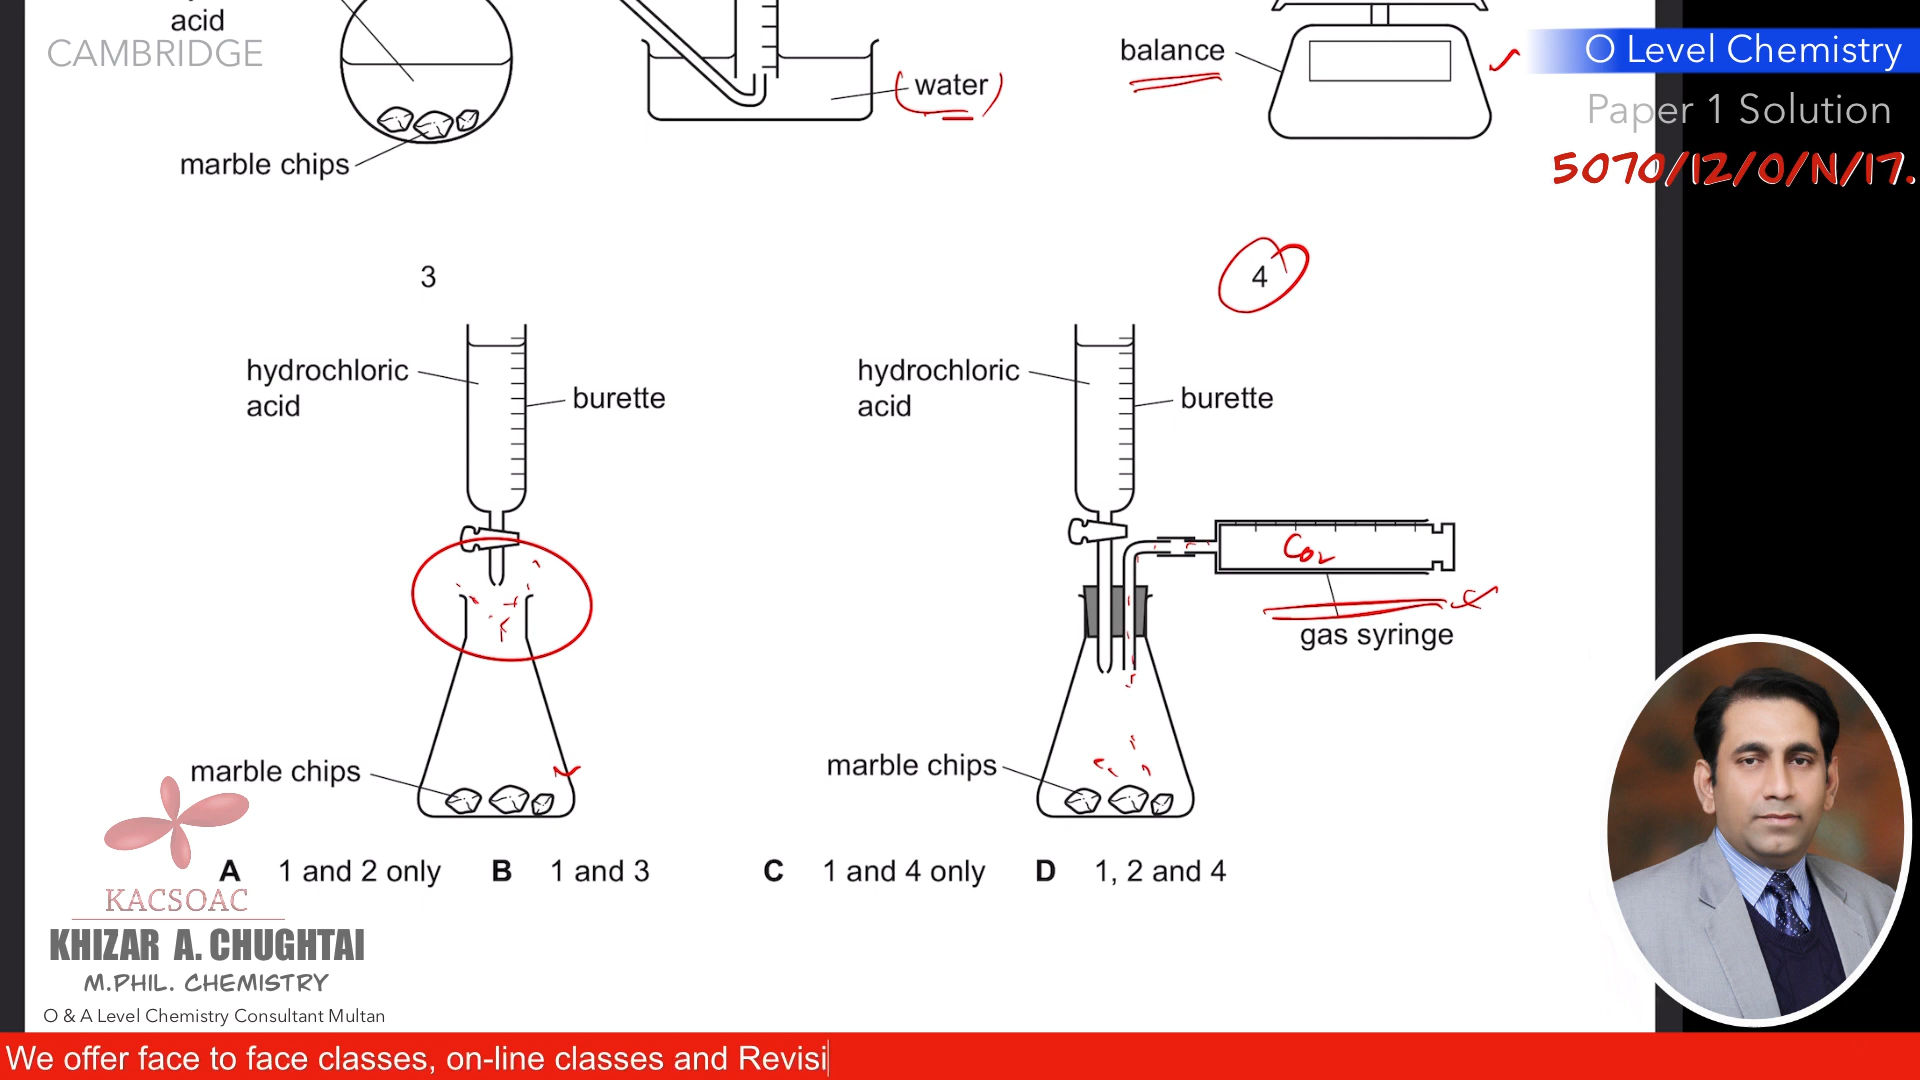 acid
CAMBRIDGE
water
balance
O Level Chemistry
Paper 1 Solution
5070/12/O/N/17.
marble chips
3
4
hydrochloric
acid
burette
hydrochloric
acid
burette
CO2
gas syringe
marble chips
marble chips
A 1 and 2 only B 1 and 3 C 1 and 4 only D 1, 2 and 4
KACSOAC
KHIZAR A. CHUGHTAI
M.PHIL. CHEMISTRY
O & A Level Chemistry Consultant Multan
We offer face to face classes, on-line classes and Revisi